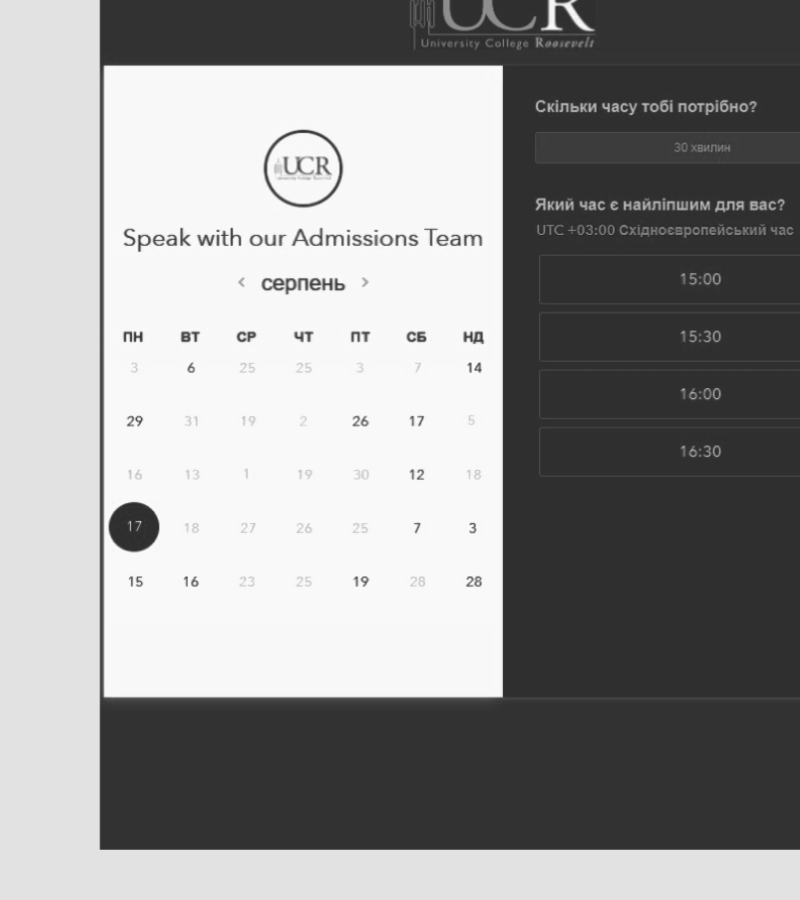 UCR
University College Roosevelt
UCR
Speak with our Admissions Team
< серпень >
ПН ВТ СР ЧТ ПТ СБ НД
3 6 25 25 3 7 14
29 31 19 2 26 17 5
16 13 1 19 30 12 18
17 18 27 26 25 7 3
15 16 23 25 19 28 28
Скільки часу тобі потрібно?
30 хвилин
Який час є найліпшим для вас?
UTC +03:00 Східноєвропейський час
15:00
15:30
16:00
16:30